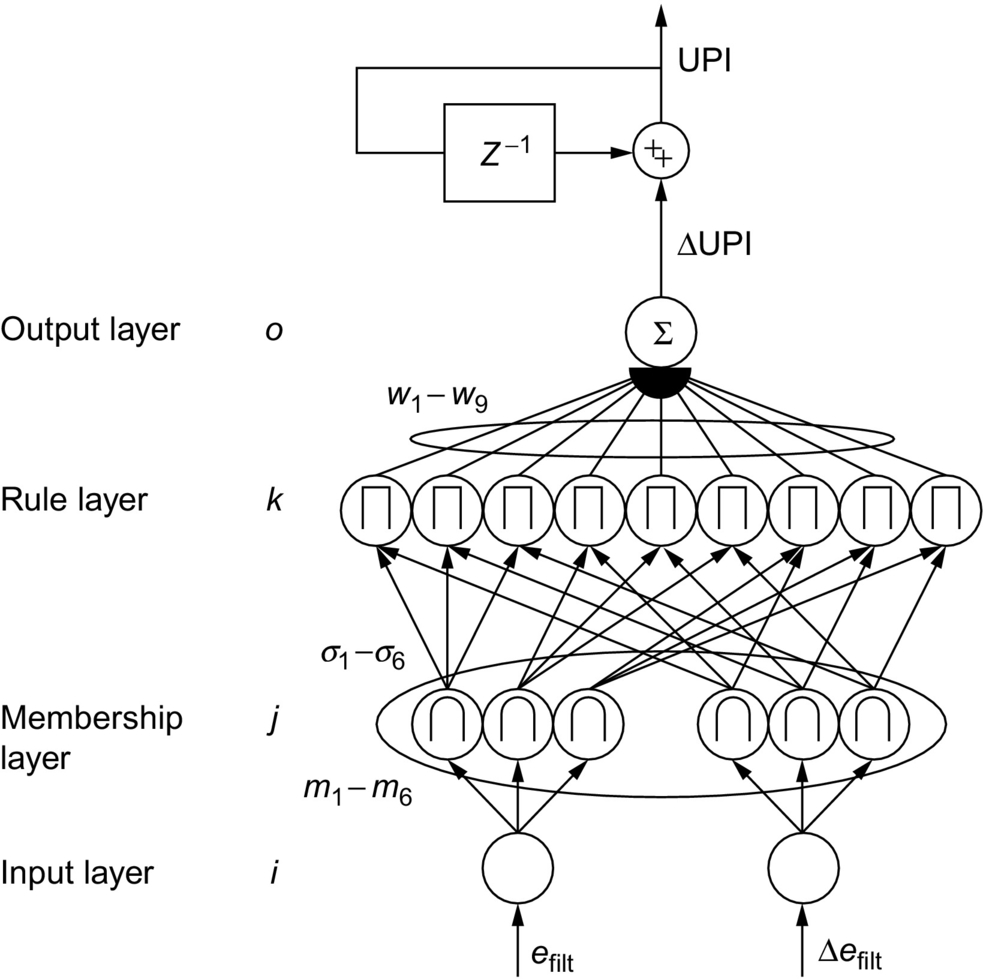 UPI
Z⁻¹
++
ΔUPI
Output layer o
Σ
w₁–w₉
Rule layer k
∏ ∏ ∏ ∏ ∏ ∏ ∏ ∏ ∏
σ₁–σ₆
Membership layer j
∩ ∩ ∩ ∩ ∩ ∩
m₁–m₆
Input layer i
e_filt
Δe_filt